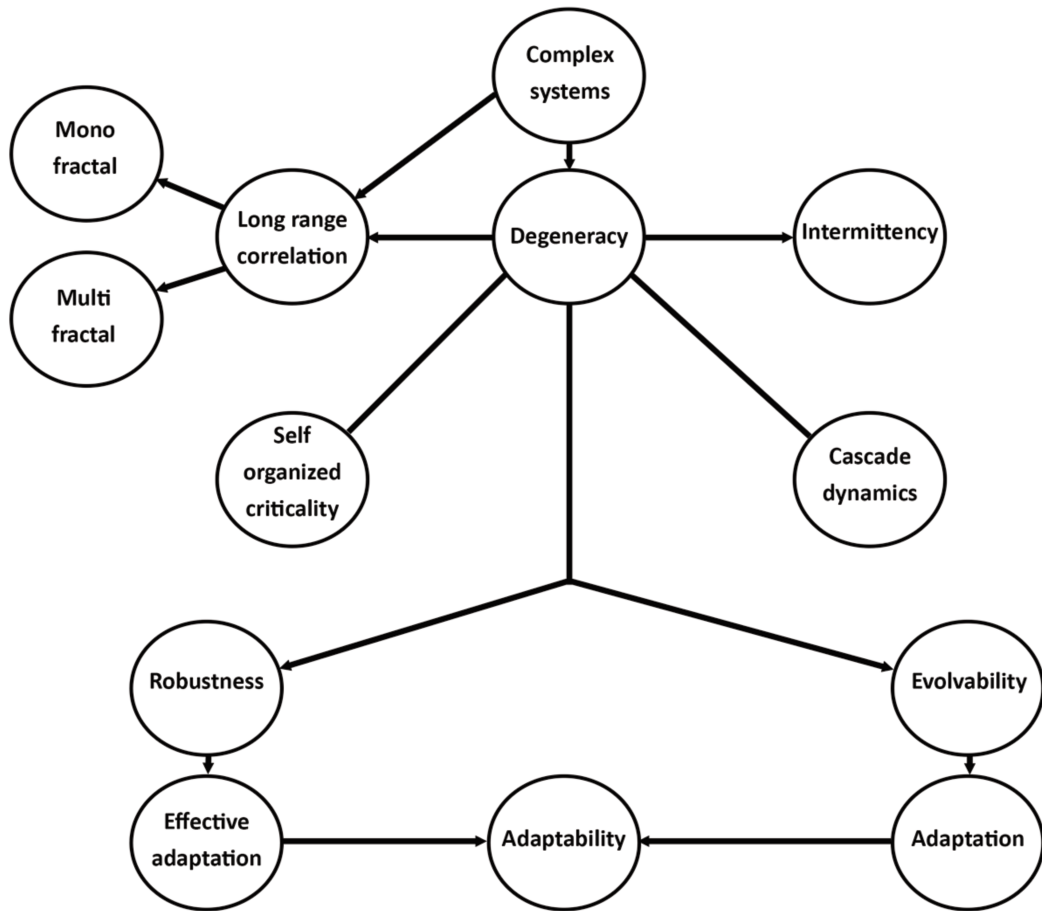 Complex
systems
Mono
fractal
Long range
correlation
Degeneracy
Intermittency
Multi
fractal
Self
organized
criticality
Cascade
dynamics
Robustness
Evolvability
Effective
adaptation
Adaptability
Adaptation